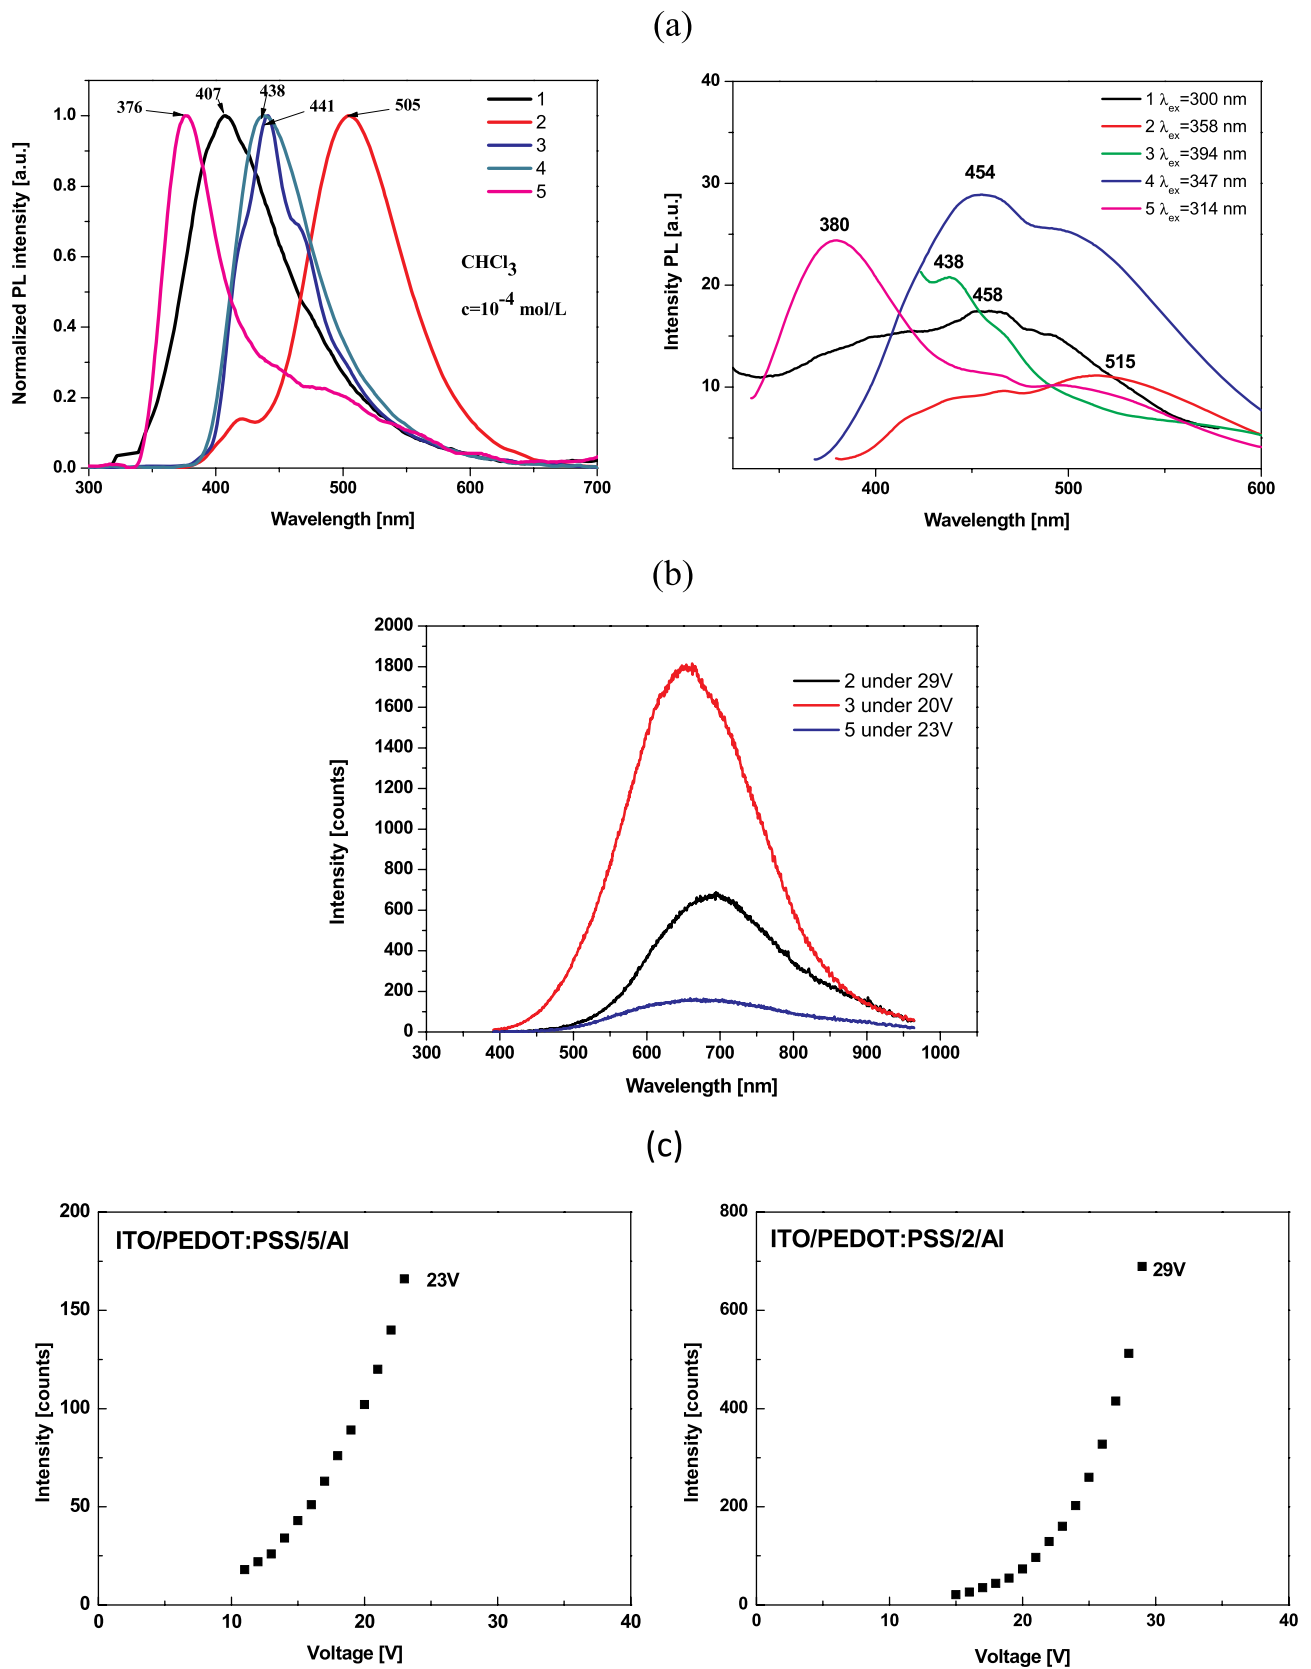 (a)
376
407
438
441
505
1
2
3
4
5
CHCl3
c=10-4 mol/L
1.0
0.8
0.6
0.4
0.2
0.0
300
400
500
600
700
Normalized PL intensity [a.u.]
Wavelength [nm]
1 λex=300 nm
2 λex=358 nm
3 λex=394 nm
4 λex=347 nm
5 λex=314 nm
454
380
438
458
515
40
30
20
10
400
500
600
Intensity PL [a.u.]
Wavelength [nm]
(b)
2000
1800
1600
1400
1200
1000
800
600
400
200
0
300
400
500
600
700
800
900
1000
2 under 29V
3 under 20V
5 under 23V
Intensity [counts]
Wavelength [nm]
(c)
ITO/PEDOT:PSS/5/Al
23V
200
150
100
50
0
0
10
20
30
40
Intensity [counts]
Voltage [V]
ITO/PEDOT:PSS/2/Al
29V
800
600
400
200
0
0
10
20
30
40
Intensity [counts]
Voltage [V]